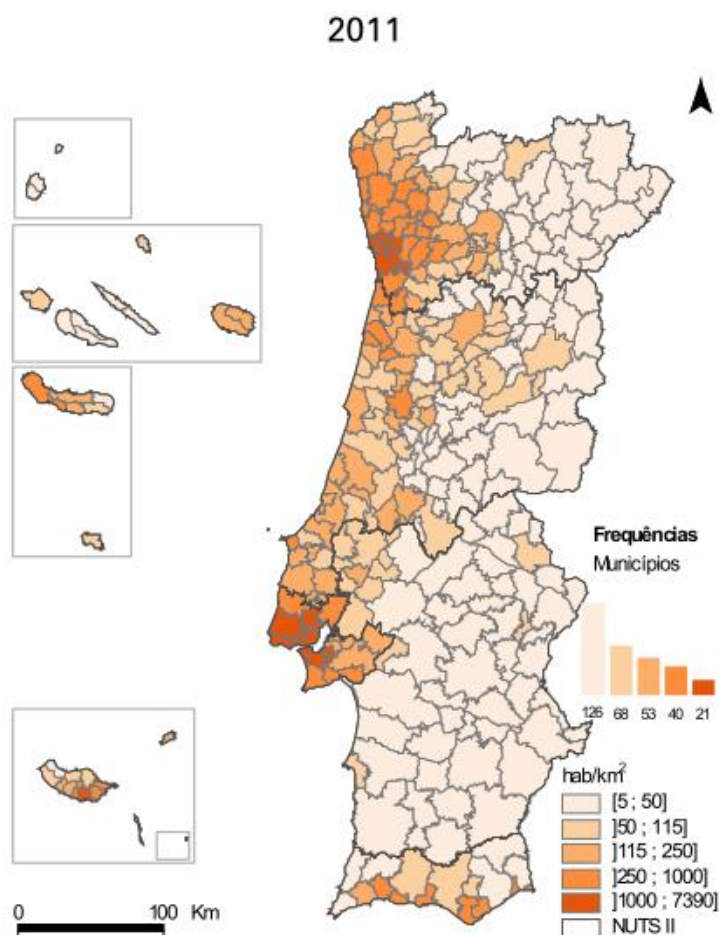 2011
Frequências
Municípios
126 68 53 40 21
hab/km²
[5 ; 50]
]50 ; 115]
]115 ; 250]
]250 ; 1000]
]1000 ; 7390]
NUTS II
0 100 Km